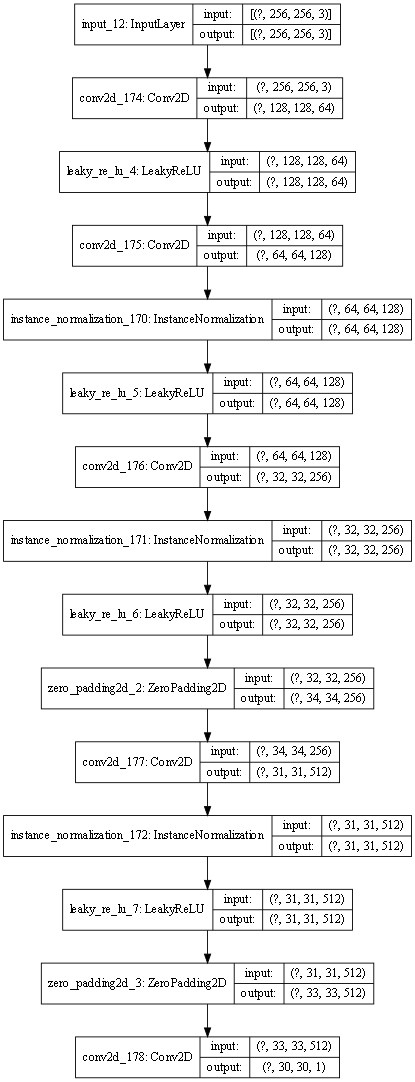 input_12: InputLayer
input: [(?, 256, 256, 3)]
output: [(?, 256, 256, 3)]
conv2d_174: Conv2D
input: (?, 256, 256, 3)
output: (?, 128, 128, 64)
leaky_re_lu_4: LeakyReLU
input: (?, 128, 128, 64)
output: (?, 128, 128, 64)
conv2d_175: Conv2D
input: (?, 128, 128, 64)
output: (?, 64, 64, 128)
instance_normalization_170: InstanceNormalization
input: (?, 64, 64, 128)
output: (?, 64, 64, 128)
leaky_re_lu_5: LeakyReLU
input: (?, 64, 64, 128)
output: (?, 64, 64, 128)
conv2d_176: Conv2D
input: (?, 64, 64, 128)
output: (?, 32, 32, 256)
instance_normalization_171: InstanceNormalization
input: (?, 32, 32, 256)
output: (?, 32, 32, 256)
leaky_re_lu_6: LeakyReLU
input: (?, 32, 32, 256)
output: (?, 32, 32, 256)
zero_padding2d_2: ZeroPadding2D
input: (?, 32, 32, 256)
output: (?, 34, 34, 256)
conv2d_177: Conv2D
input: (?, 34, 34, 256)
output: (?, 31, 31, 512)
instance_normalization_172: InstanceNormalization
input: (?, 31, 31, 512)
output: (?, 31, 31, 512)
leaky_re_lu_7: LeakyReLU
input: (?, 31, 31, 512)
output: (?, 31, 31, 512)
zero_padding2d_3: ZeroPadding2D
input: (?, 31, 31, 512)
output: (?, 33, 33, 512)
conv2d_178: Conv2D
input: (?, 33, 33, 512)
output: (?, 30, 30, 1)